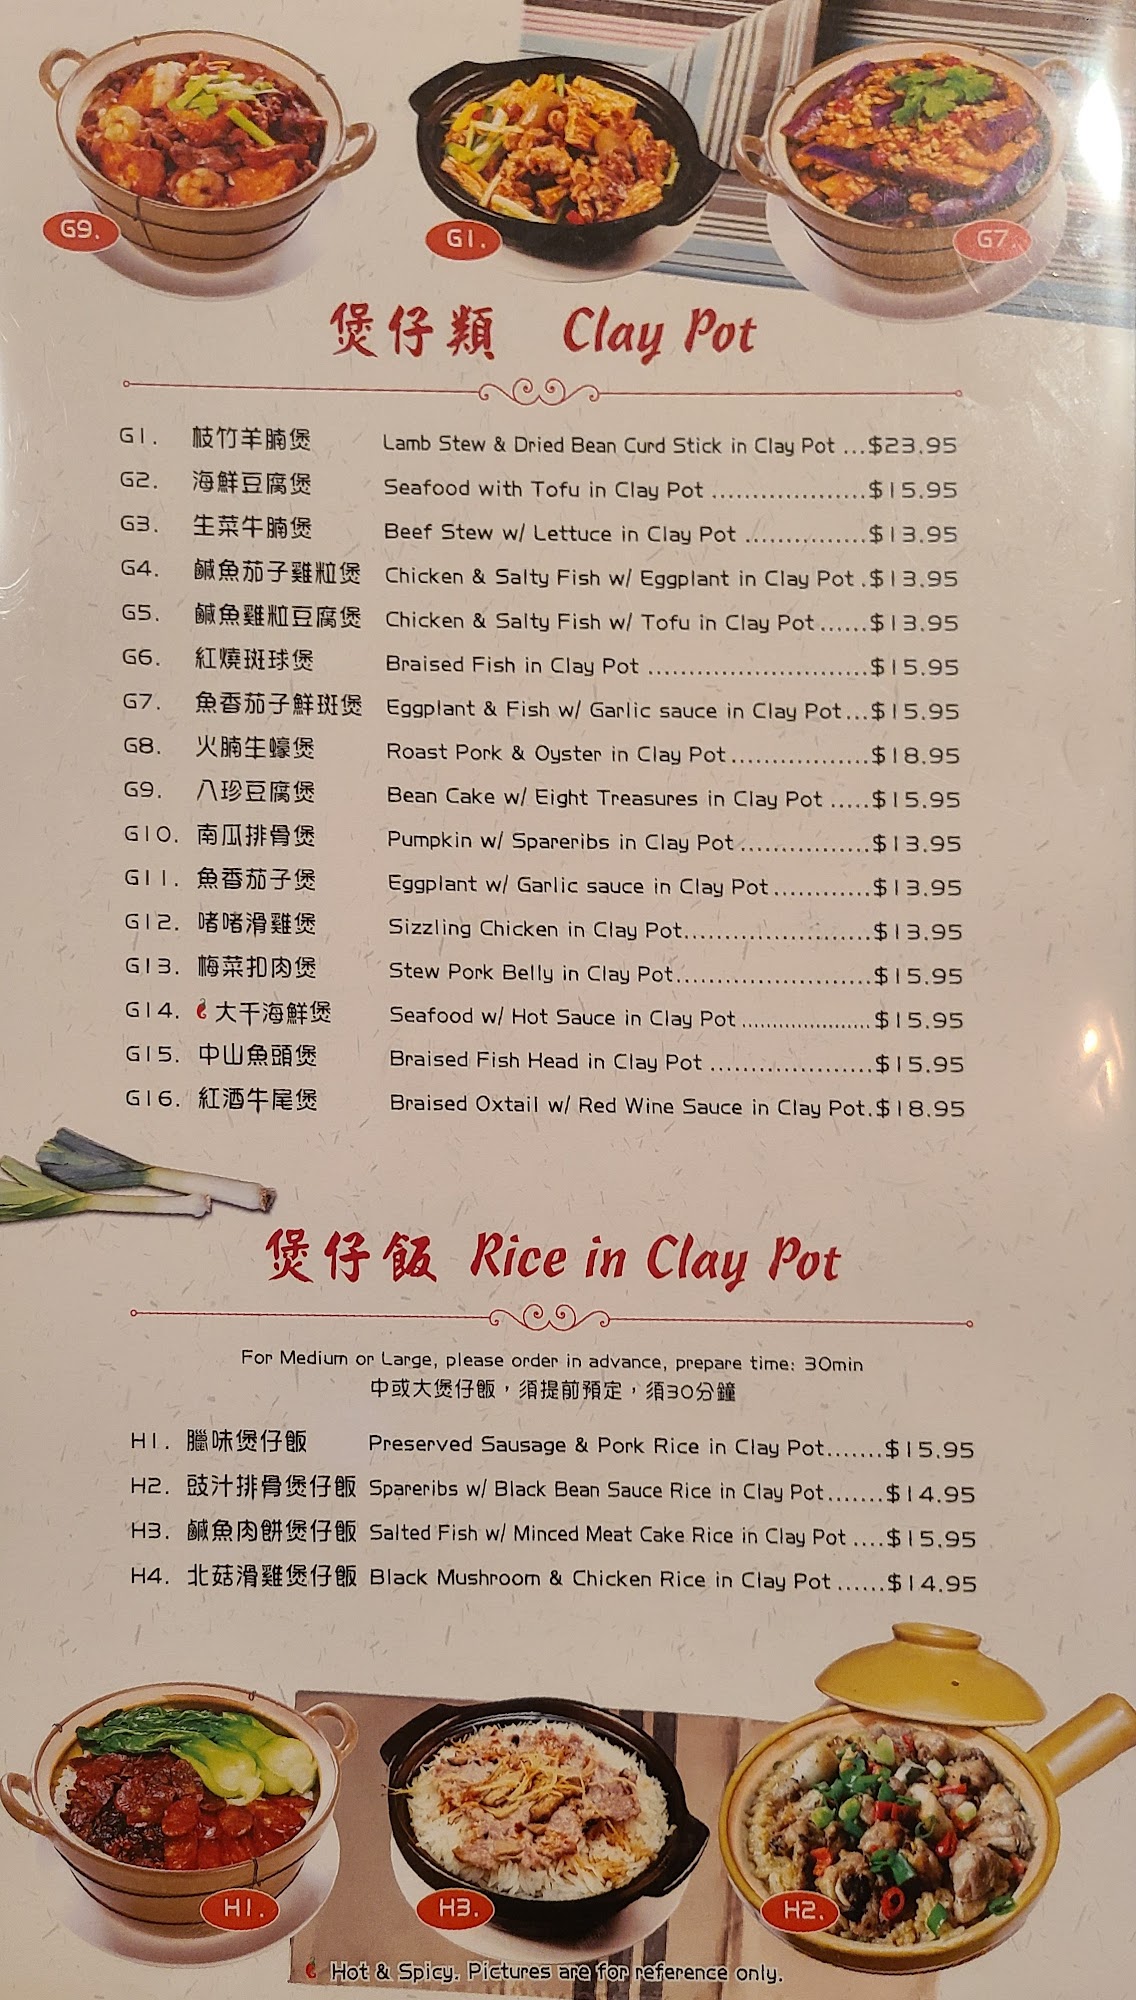 G9.
G1.
G7
煲仔類 Clay Pot
G1. 枝竹羊腩煲 Lamb Stew & Dried Bean Curd Stick in Clay Pot ...$23.95
G2. 海鮮豆腐煲 Seafood with Tofu in Clay Pot ...................$15.95
G3. 生菜牛腩煲 Beef Stew w/ Lettuce in Clay Pot ...............$13.95
G4. 鹹魚茄子雞粒煲 Chicken & Salty Fish w/ Eggplant in Clay Pot .$13.95
G5. 鹹魚雞粒豆腐煲 Chicken & Salty Fish w/ Tofu in Clay Pot......$13.95
G6. 紅燒斑球煲 Braised Fish in Clay Pot ...........................$15.95
G7. 魚香茄子鮮斑煲 Eggplant & Fish w/ Garlic sauce in Clay Pot...$15.95
G8. 火腩生蠔煲 Roast Pork & Oyster in Clay Pot.................$18.95
G9. 八珍豆腐煲 Bean Cake w/ Eight Treasures in Clay Pot .....$15.95
G10. 南瓜排骨煲 Pumpkin w/ Spareribs in Clay Pot................$13.95
G11. 魚香茄子煲 Eggplant w/ Garlic sauce in Clay Pot............$13.95
G12. 啫啫滑雞煲 Sizzling Chicken in Clay Pot.......................$13.95
G13. 梅菜扣肉煲 Stew Pork Belly in Clay Pot........................$15.95
G14. 大千海鮮煲 Seafood w/ Hot Sauce in Clay Pot ......................$15.95
G15. 中山魚頭煲 Braised Fish Head in Clay Pot ....................$15.95
G16. 紅酒牛尾煲 Braised Oxtail w/ Red Wine Sauce in Clay Pot.$18.95
煲仔飯 Rice in Clay Pot
For Medium or Large, please order in advance, prepare time: 30min
中或大煲仔飯，須提前預定，須30分鐘
H1. 臘味煲仔飯 Preserved Sausage & Pork Rice in Clay Pot.......$15.95
H2. 豉汁排骨煲仔飯 Spareribs w/ Black Bean Sauce Rice in Clay Pot.......$14.95
H3. 鹹魚肉餅煲仔飯 Salted Fish w/ Minced Meat Cake Rice in Clay Pot ....$15.95
H4. 北菇滑雞煲仔飯 Black Mushroom & Chicken Rice in Clay Pot ......$14.95
H1.
H3.
H2.
Hot & Spicy. Pictures are for reference only.